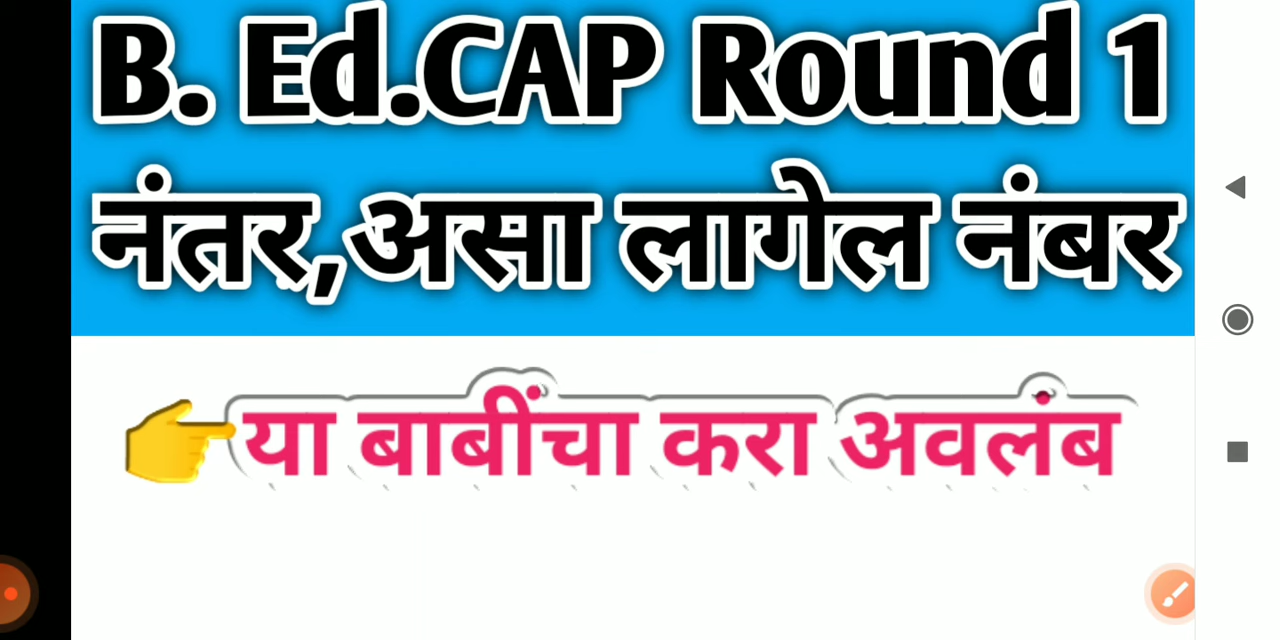 B. Ed.CAP Round 1
नंतर,असा लागेल नंबर
या बाबींचा करा अवलंब